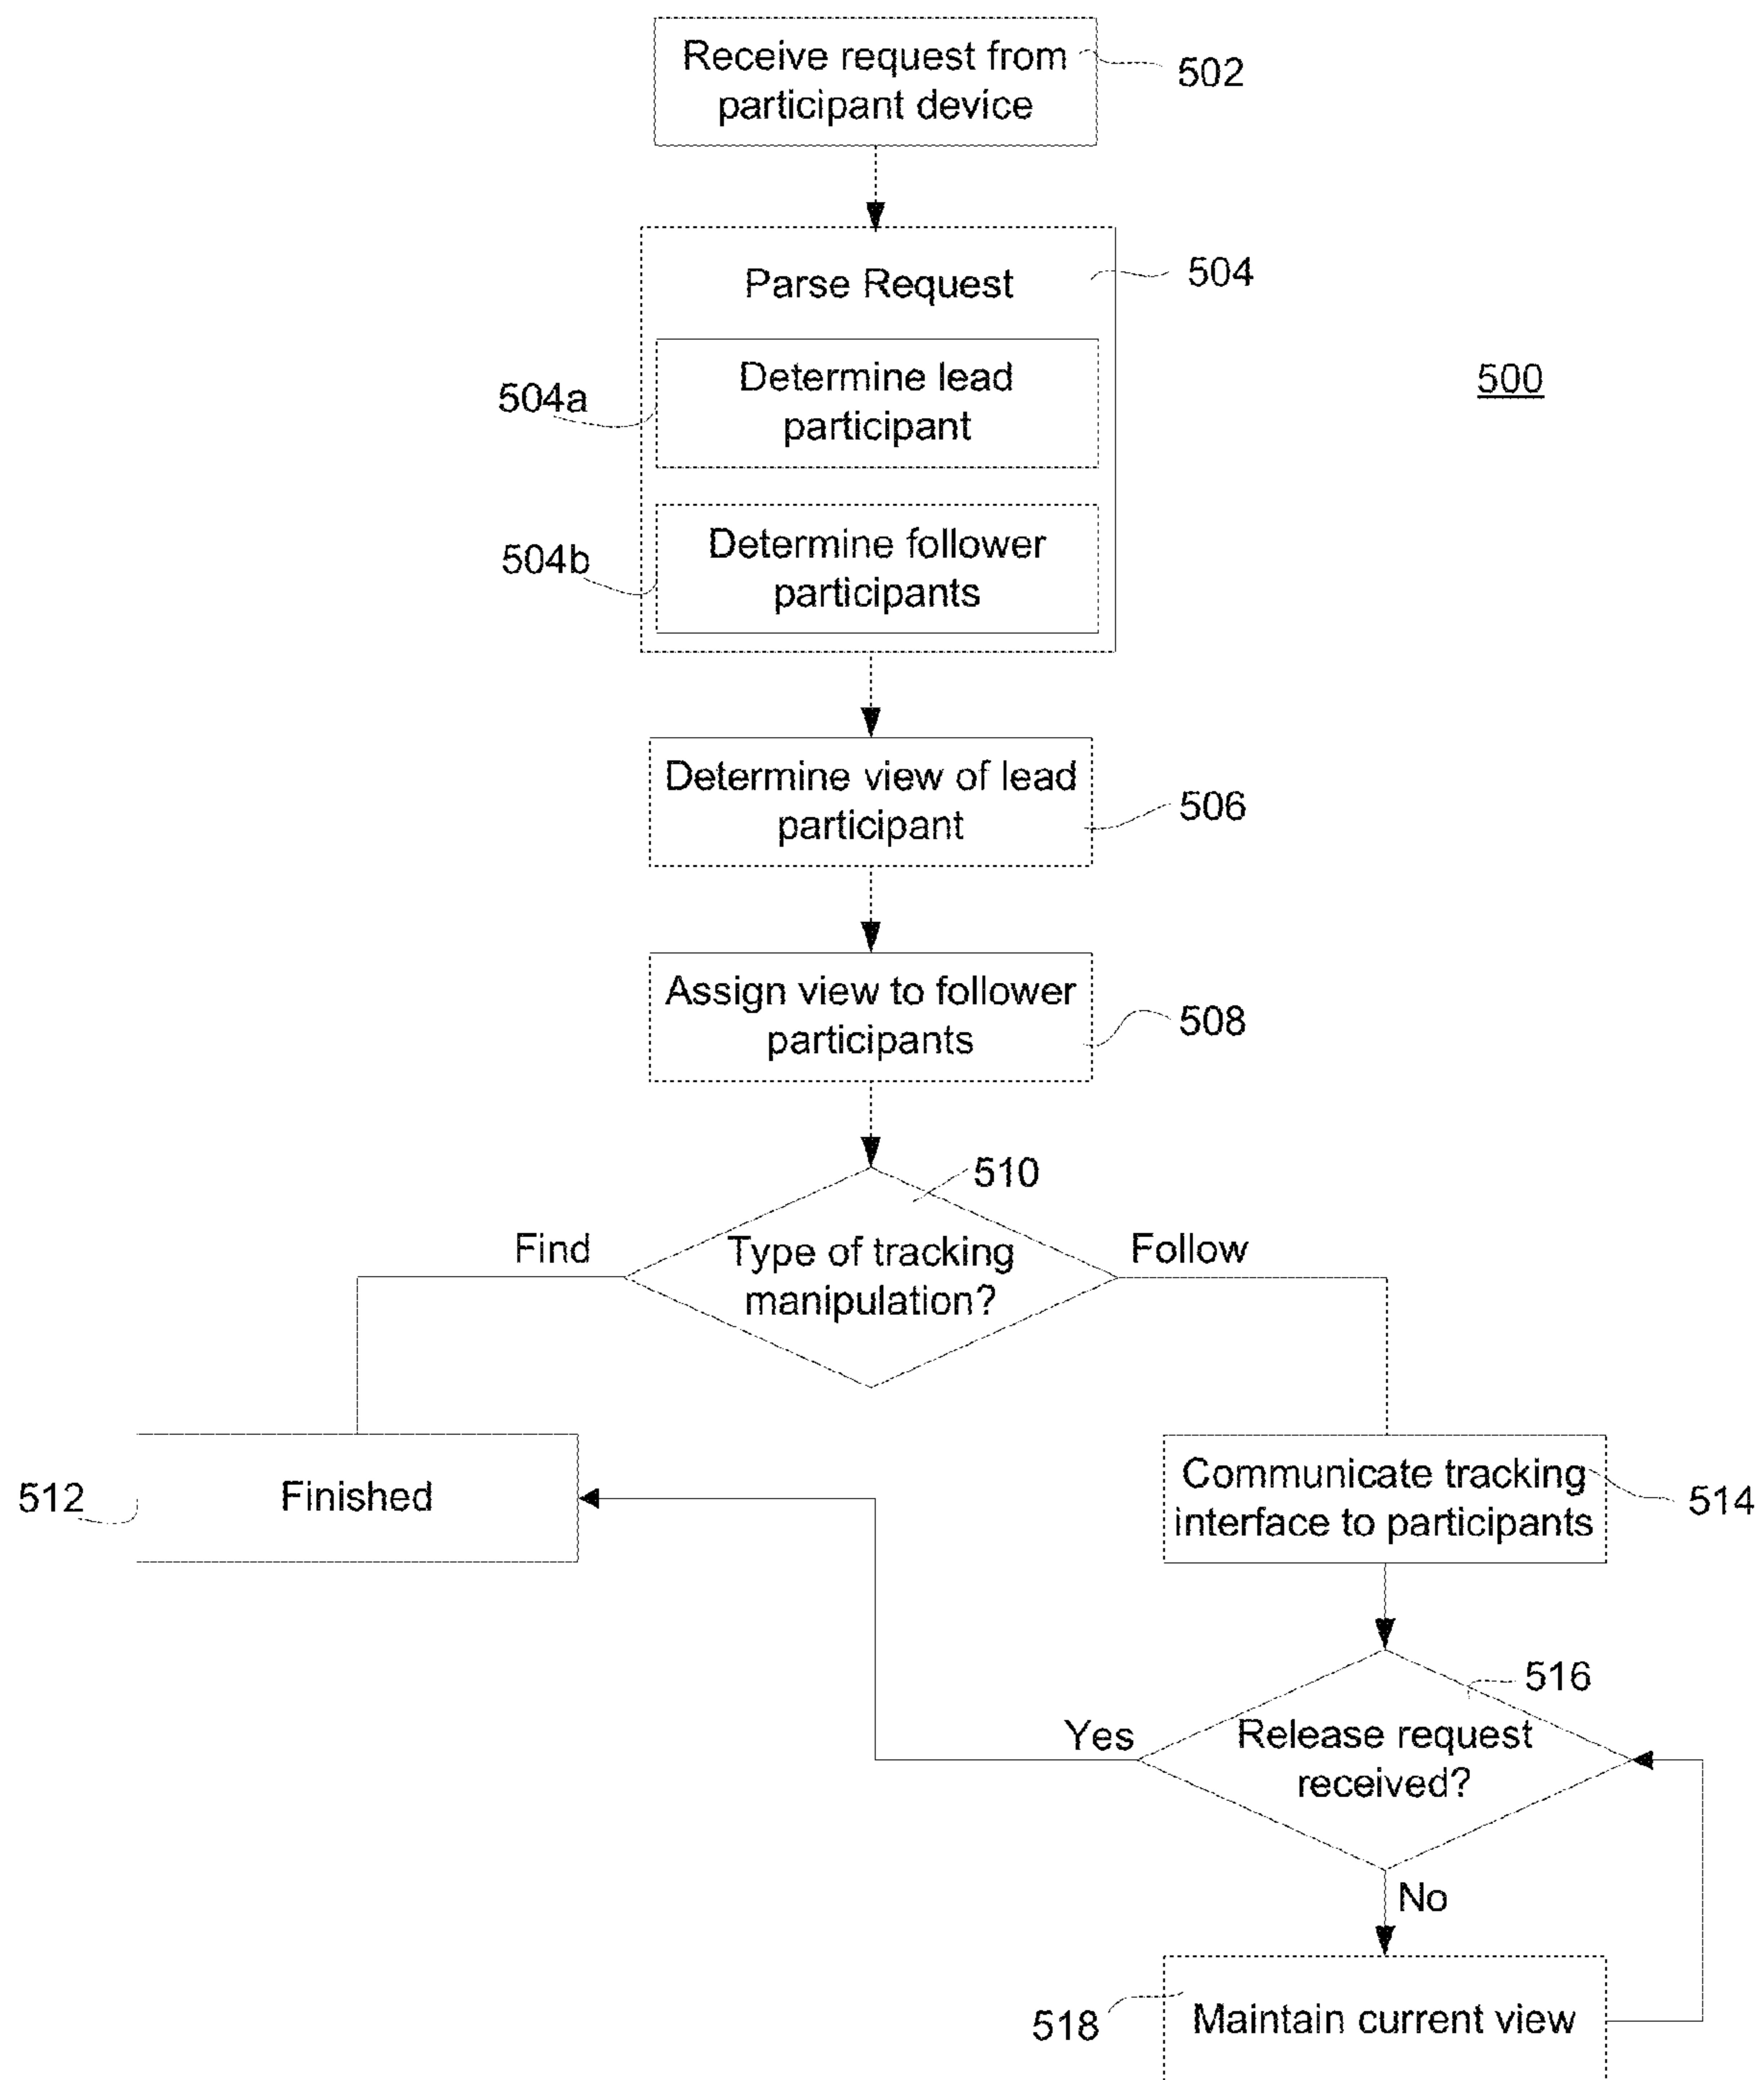 Receive request from
participant device
502
Parse Request
504
Determine lead
participant
504a
500
Determine follower
participants
504b
Determine view of lead
participant
506
Assign view to follower
participants
508
510
Find
Type of tracking
manipulation?
Follow
512
Finished
Communicate tracking
interface to participants
514
516
Yes
Release request
received?
No
518
Maintain current view